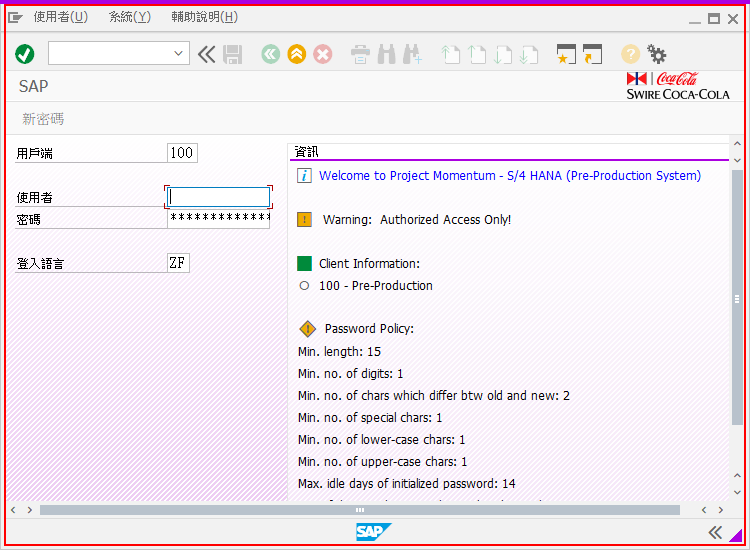 使用者(U) 系統(Y) 輔助說明(H)
SAP
Coca-Cola
SWIRE COCA-COLA
新密碼
用戶端 100
使用者
密碼 *************
登入語言 ZF
資訊
Welcome to Project Momentum - S/4 HANA (Pre-Production System)
Warning: Authorized Access Only!
Client Information:
100 - Pre-Production
Password Policy:
Min. length: 15
Min. no. of digits: 1
Min. no. of chars which differ btw old and new: 2
Min. no. of special chars: 1
Min. no. of lower-case chars: 1
Min. no. of upper-case chars: 1
Max. idle days of initialized password: 14
SAP